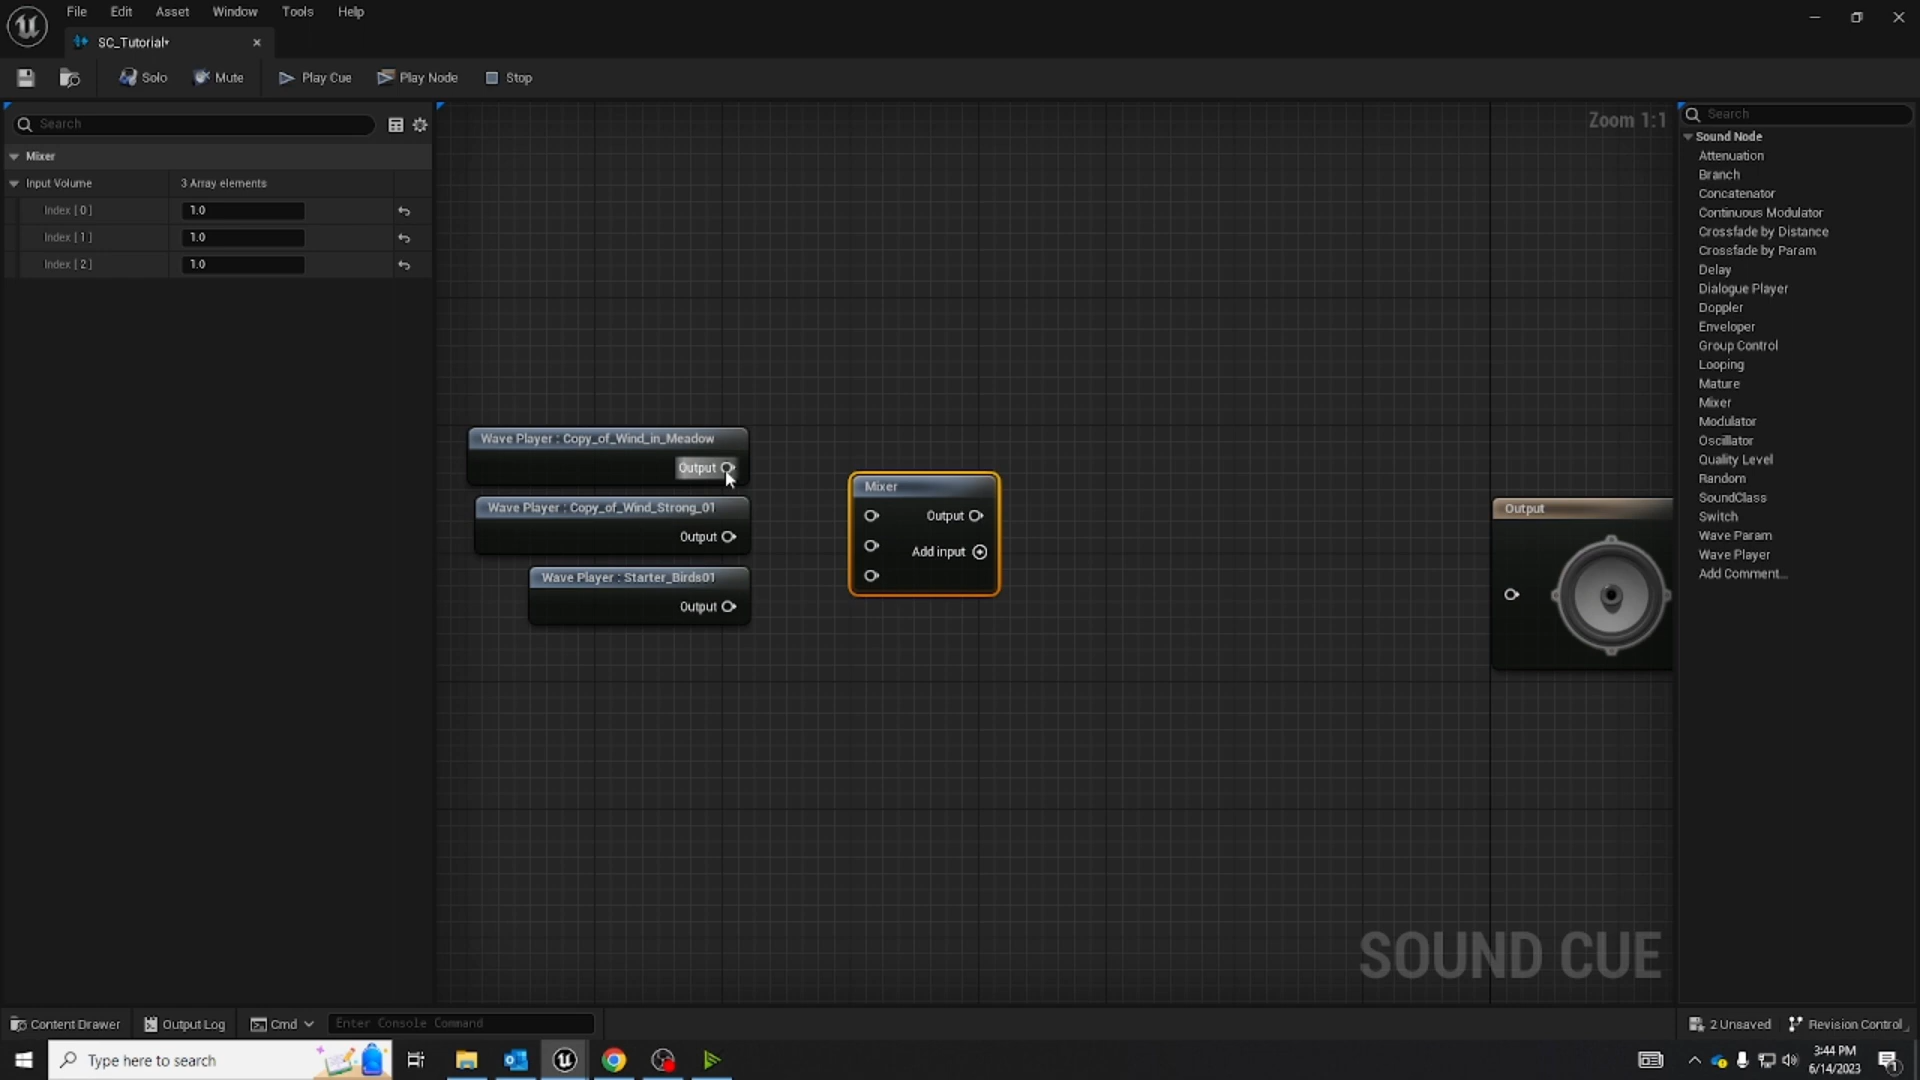 File Edit Asset Window Tools Help
SC_Tutorial*
Solo Mute Play Cue Play Node Stop
Search
Mixer
Input Volume 3 Array elements
Index [ 0 ] 1.0
Index [ 1 ] 1.0
Index [ 2 ] 1.0
Zoom 1:1
Wave Player : Copy_of_Wind_in_Meadow
Output
Wave Player : Copy_of_Wind_Strong_01
Output
Wave Player : Starter_Birds01
Output
Mixer
Output
Add input
Output
SOUND CUE
Search
Sound Node
Attenuation
Branch
Concatenator
Continuous Modulator
Crossfade by Distance
Crossfade by Param
Delay
Dialogue Player
Doppler
Enveloper
Group Control
Looping
Mature
Mixer
Modulator
Oscillator
Quality Level
Random
SoundClass
Switch
Wave Param
Wave Player
Add Comment...
Content Drawer Output Log Cmd Enter Console Command 2 Unsaved Revision Control
Type here to search
3:44 PM
6/14/2023
1